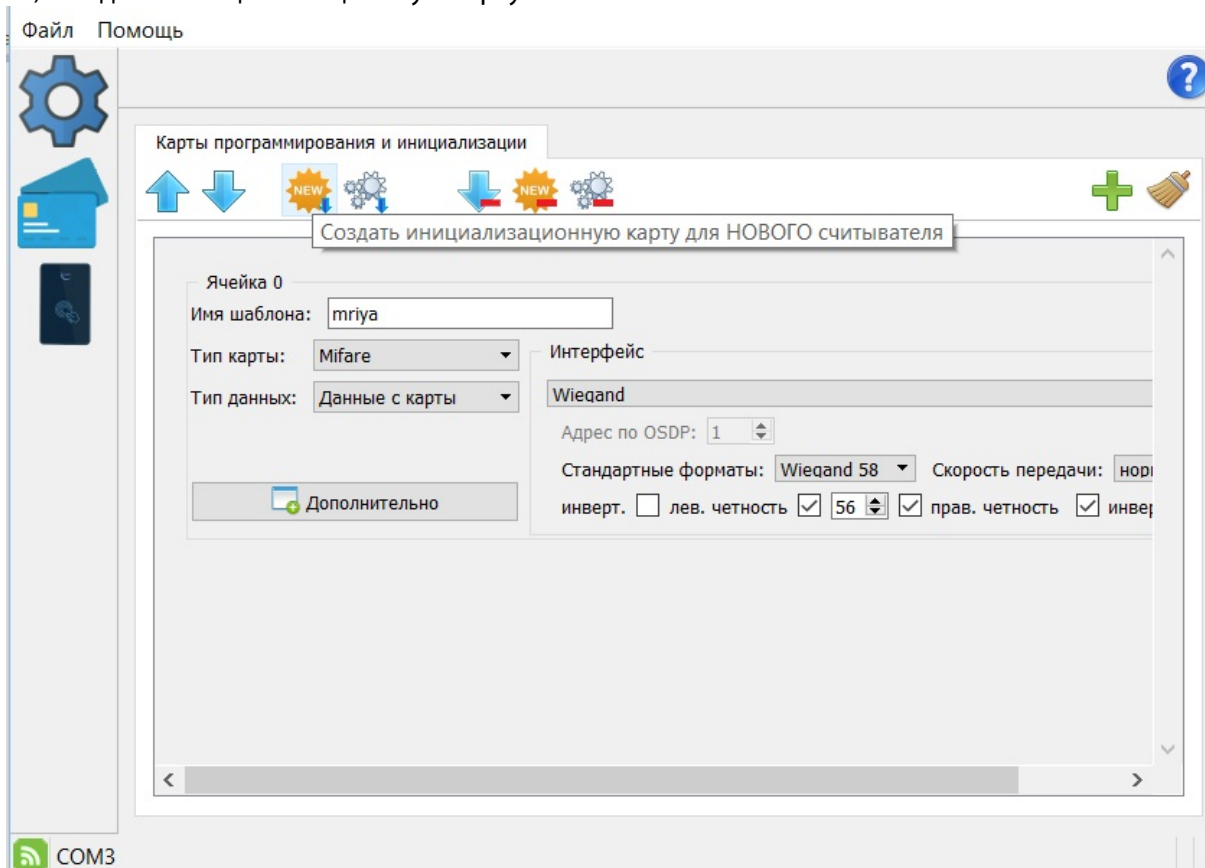 Файл Помощь
Карты программирования и инициализации
NEW NEW
Создать инициализационную карту для НОВОГО считывателя
Ячейка 0
Имя шаблона: mriya
Тип карты: Mifare
Интерфейс
Тип данных: Данные с карты
Wiegand
Адрес по OSDP: 1
Стандартные форматы: Wiegand 58 Скорость передачи:
Дополнительно
инверт. лев. четность 56 прав. четность
COM3